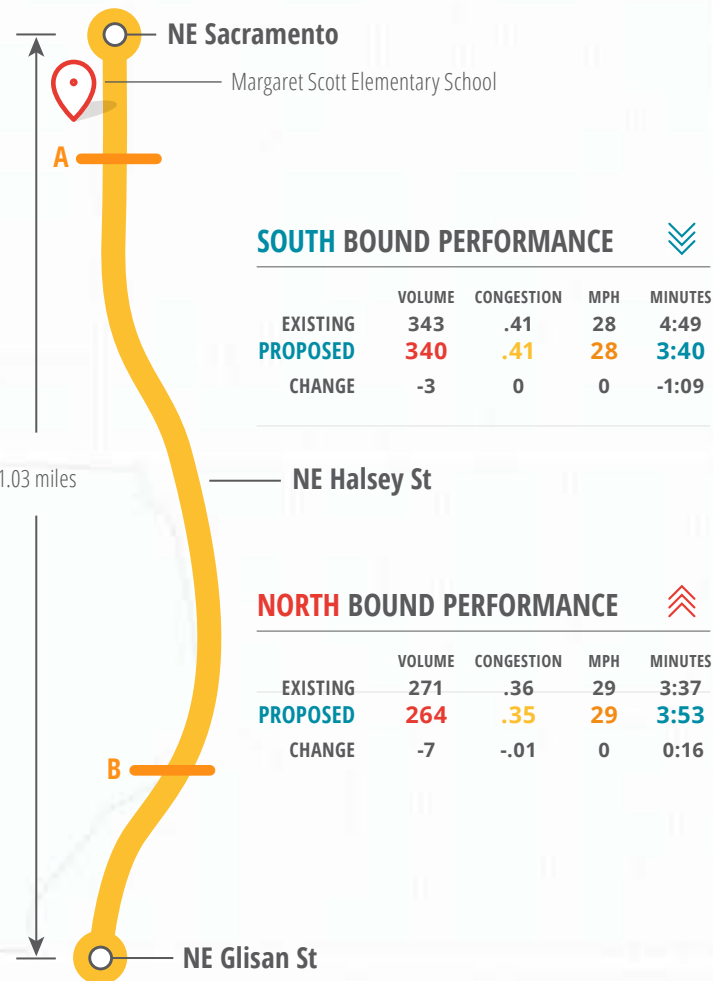 NE Sacramento
Margaret Scott Elementary School
A
SOUTH BOUND PERFORMANCE
VOLUME CONGESTION MPH MINUTES
EXISTING 343 .41 28 4:49
PROPOSED 340 .41 28 3:40
CHANGE -3 0 0 -1:09
1.03 miles
NE Halsey St
NORTH BOUND PERFORMANCE
VOLUME CONGESTION MPH MINUTES
EXISTING 271 .36 29 3:37
PROPOSED 264 .35 29 3:53
CHANGE -7 -.01 0 0:16
B
NE Glisan St